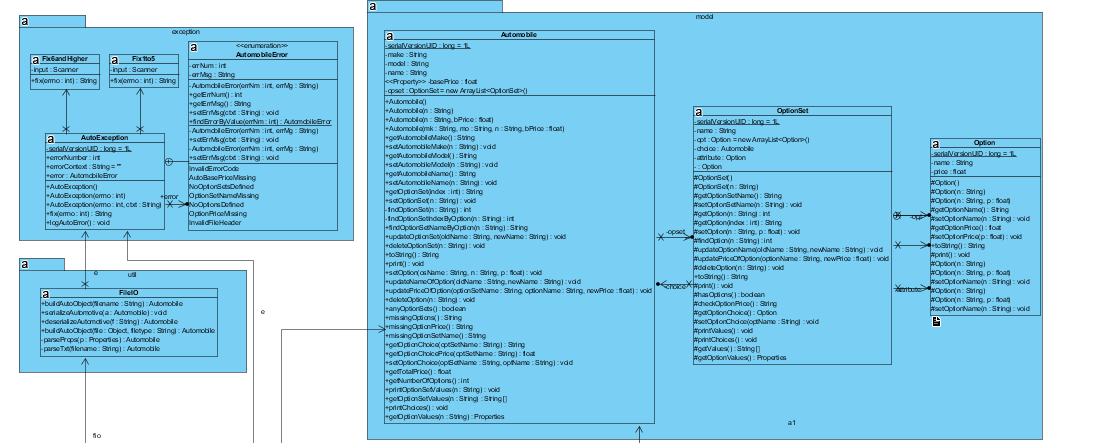 a
exception
a
Fix6andHigher
-input : Scanner
+fix(errno : int) : String
a
Fix1to5
-input : Scanner
+fix(errno : int) : String
a
<<enumeration>>
AutomobileError
-errNum : int
-errMsg : String
-AutomobileError(errNm : int, errMg : String)
+getErrNum() : int
+getErrMsg() : String
+setErrMsg(ctxt : String) : void
+findErrorByValue(errNm : int) : AutomobileError
-AutomobileError(errNm : int, errMg : String)
+setErrMsg(ctxt : String) : void
-AutomobileError(errNm : int, errMg : String)
+setErrMsg(ctxt : String) : void
InvalidErrorCode
AutoBasePriceMissing
NoOptionSetsDefined
OptionSetNameMissing
NoOptionsDefined
OptionPriceMissing
InvalidFileHeader
a
AutoException
-serialVersionUID : long = 1L
+errorNumber : int
+errorContext : String = ""
+error : AutomobileError
+AutoException()
+AutoException(errno : int)
+AutoException(errno : int, ctxt : String)
+fix(errno : int) : String
+logAutoError() : void
+error
a
util
e
a
FileIO
+buildAutoObject(filename : String) : Automobile
+serializeAutomotive(a : Automobile) : void
+deserializeAutomotive(f : String) : Automobile
+buildAutoObject(file : Object, filetype : String) : Automobile
-parseProps(p : Properties) : Automobile
-parseTxt(filename : String) : Automobile
e
fio
a
model
a
Automobile
-serialVersionUID : long = 1L
-make : String
-model : String
-name : String
<<Property>> -basePrice : float
-opset : OptionSet = new ArrayList<OptionSet>()
+Automobile()
+Automobile(n : String)
+Automobile(n : String, bPrice : float)
+Automobile(mk : String, mo : String, n : String, bPrice : float)
+getAutomobileMake() : String
+setAutomobileMake(n : String) : void
+getAutomobileModel() : String
+setAutomobileModel(n : String) : void
+getAutomobileName() : String
+setAutomobileName(n : String) : void
+getOptionSet(index : int) : String
+setOptionSet(n : String) : void
-findOptionSet(n : String) : int
-findOptionSetIndexByOption(n : String) : int
+findOptionSetNameByOption(n : String) : String
+updateOptionSet(oldName : String, newName : String) : void
+deleteOptionSet(n : String) : void
+toString() : String
+print() : void
+setOption(osName : String, n : String, p : float) : void
+updateNameOfOption(oldName : String, newName : String) : void
+updatePriceOfOption(optionSetName : String, optionName : String, newPrice : float) : void
+deleteOption(n : String) : void
+anyOptionSets() : boolean
+missingOptions() : String
+missingOptionPrice() : String
+missingOptionSetName() : String
+getOptionChoice(optSetName : String) : String
+getOptionChoicePrice(optSetName : String) : float
+setOptionChoice(optSetName : String, optName : String) : void
+getTotalPrice() : float
+getNumberOfOptions() : int
+printOptionSetValues(n : String) : void
+getOptionSetValues(n : String) : String[]
+printChoices() : void
+getOptionValues(n : String) : Properties
-opset
-choice
a
OptionSet
-serialVersionUID : long = 1L
-name : String
-opt : Option = new ArrayList<Option>()
-choice : Automobile
-attribute : Option
- : Option
#OptionSet()
#OptionSet(n : String)
#getOptionSetName() : String
#setOptionSetName(n : String) : void
#getOption(n : String) : int
#getOption(index : int) : String
#setOption(n : String, p : float) : void
#findOption(n : String) : int
#updateOptionName(oldName : String, newName : String) : void
#updatePriceOfOption(optionName : String, newPrice : float) : void
#deleteOption(n : String) : void
+toString() : String
#print() : void
#hasOptions() : boolean
#checkOptionPrice() : String
#getOptionChoice() : Option
#setOptionChoice(optName : String) : void
#printValues() : void
#printChoices() : void
#getValues() : String[]
#getOptionValues() : Properties
-attribute
a
Option
-serialVersionUID : long = 1L
-name : String
-price : float
#Option()
#Option(n : String)
#Option(n : String, p : float)
#getOptionName() : String
#setOptionName(n : String) : void
#getOptionPrice() : float
#setOptionPrice(p : float) : void
+toString() : String
#print() : void
#Option(n : String)
#Option(n : String, p : float)
#setOptionName(n : String) : void
#Option(n : String)
#Option(n : String, p : float)
#setOptionName(n : String) : void
a1